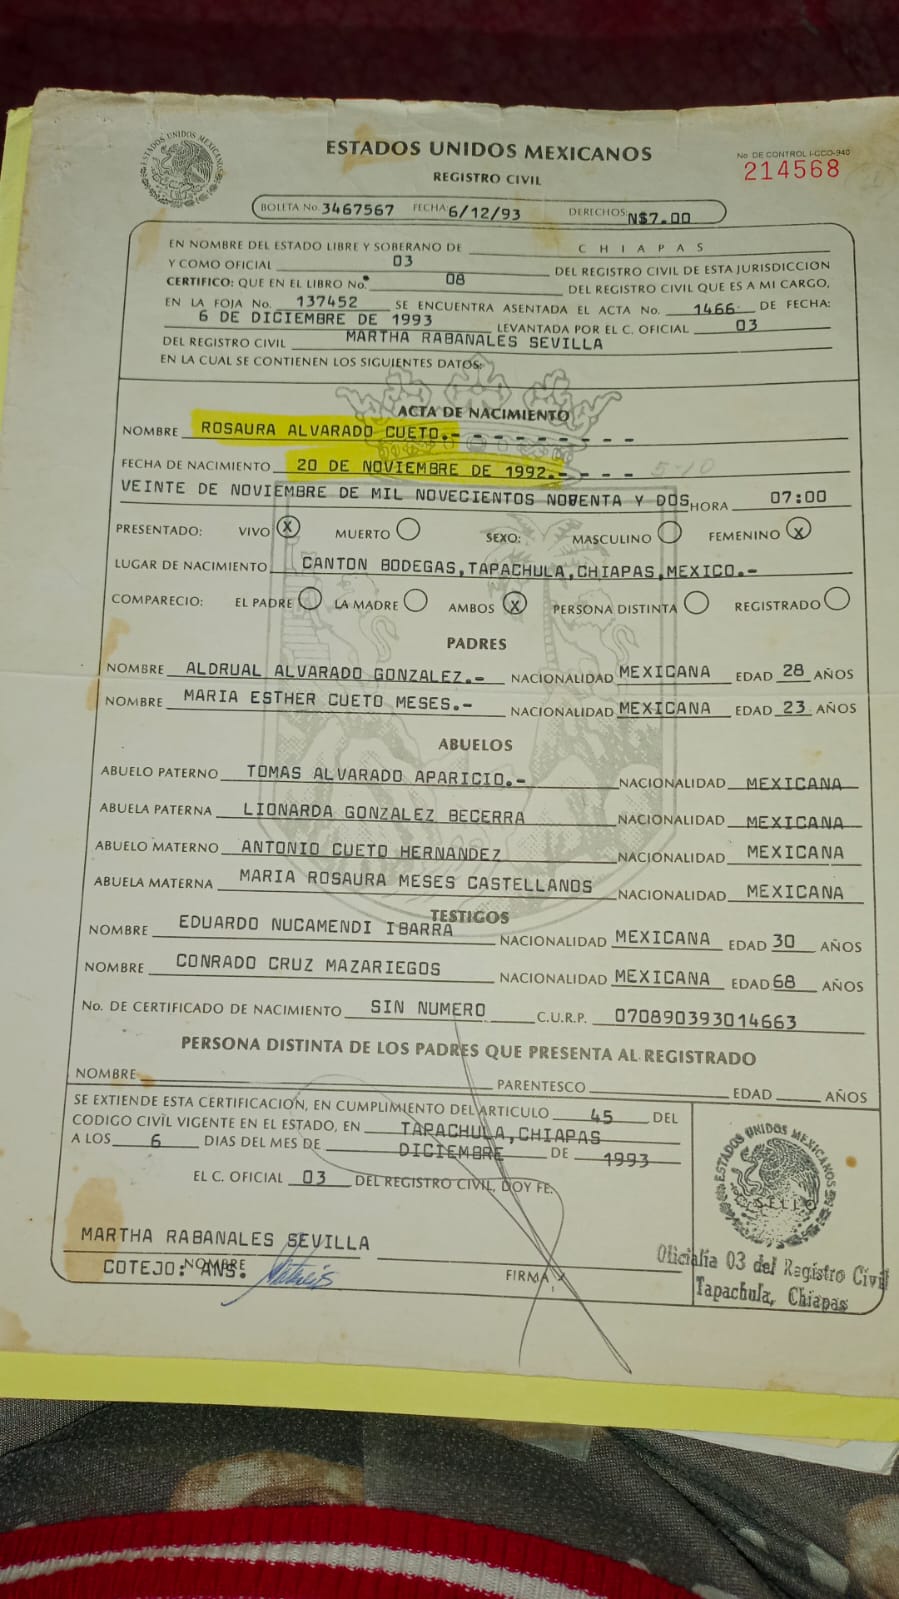 ESTADOS UNIDOS MEXICANOS
ESTADOS UNIDOS MEXICANOS
REGISTRO CIVIL
No DE CONTROL I-GCO-940
214568
BOLETA No. 3467567 FECHA: 6/12/93 DERECHOS: N$7.00
EN NOMBRE DEL ESTADO LIBRE Y SOBERANO DE CHIAPAS
Y COMO OFICIAL 03 DEL REGISTRO CIVIL DE ESTA JURISDICCION
CERTIFICO: QUE EN EL LIBRO No. 08 DEL REGISTRO CIVIL QUE ES A MI CARGO,
EN LA FOJA No. 137452 SE ENCUENTRA ASENTADA EL ACTA No. 1466 DE FECHA:
6 DE DICIEMBRE DE 1993 LEVANTADA POR EL C. OFICIAL 03
DEL REGISTRO CIVIL MARTHA RABANALES SEVILLA
EN LA CUAL SE CONTIENEN LOS SIGUIENTES DATOS:
ACTA DE NACIMIENTO
NOMBRE ROSAURA ALVARADO CUETO.- - - - - - - - -
FECHA DE NACIMIENTO 20 DE NOVIEMBRE DE 1992.- - - - 5-10
VEINTE DE NOVIEMBRE DE MIL NOVECIENTOS NOVENTA Y DOS HORA 07:00
PRESENTADO: VIVO X MUERTO SEXO: MASCULINO FEMENINO X
LUGAR DE NACIMIENTO CANTON BODEGAS,TAPACHULA,CHIAPAS,MEXICO.-
COMPARECIO: EL PADRE LA MADRE AMBOS X PERSONA DISTINTA REGISTRADO
PADRES
NOMBRE ALDRUAL ALVARADO GONZALEZ.- NACIONALIDAD MEXICANA EDAD 28 AÑOS
NOMBRE MARIA ESTHER CUETO MESES.- NACIONALIDAD MEXICANA EDAD 23 AÑOS
ABUELOS
ABUELO PATERNO TOMAS ALVARADO APARICIO.- NACIONALIDAD MEXICANA
ABUELA PATERNA LIONARDA GONZALEZ BECERRA NACIONALIDAD MEXICANA
ABUELO MATERNO ANTONIO CUETO HERNANDEZ NACIONALIDAD MEXICANA
ABUELA MATERNA MARIA ROSAURA MESES CASTELLANOS NACIONALIDAD MEXICANA
TESTIGOS
NOMBRE EDUARDO NUCAMENDI IBARRA NACIONALIDAD MEXICANA EDAD 30 AÑOS
NOMBRE CONRADO CRUZ MAZARIEGOS NACIONALIDAD MEXICANA EDAD 68 AÑOS
No. DE CERTIFICADO DE NACIMIENTO SIN NUMERO C.U.R.P. 070890393014663
PERSONA DISTINTA DE LOS PADRES QUE PRESENTA AL REGISTRADO
NOMBRE PARENTESCO EDAD AÑOS
SE EXTIENDE ESTA CERTIFICACION, EN CUMPLIMIENTO DEL ARTICULO 45 DEL
CODIGO CIVIL VIGENTE EN EL ESTADO, EN TAPACHULA,CHIAPAS
A LOS 6 DIAS DEL MES DE DICIEMBRE DE 1993
EL C. OFICIAL 03 DEL REGISTRO CIVIL, DOY FE.
ESTADOS UNIDOS MEXICANOS
SELLO
MARTHA RABANALES SEVILLA
NOMBRE
COTEJO: ANS.
FIRMA
Oficialia 03 del Registro Civil
Tapachula, Chiapas